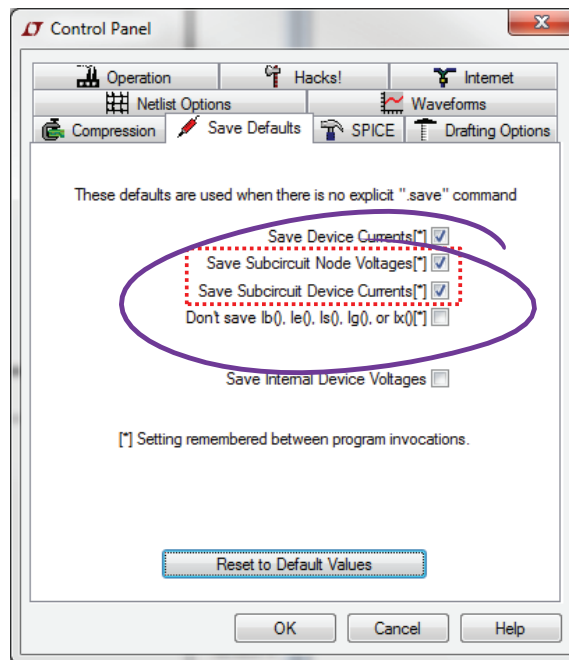 Control Panel
Operation Hacks! Internet
Netlist Options Waveforms
Compression Save Defaults SPICE Drafting Options
These defaults are used when there is no explicit ".save" command
Save Device Currents[*]
Save Subcircuit Node Voltages[*]
Save Subcircuit Device Currents[*]
Don't save Ib(), Ie(), Is(), Ig(), or Ix()[*]
Save Internal Device Voltages
[*] Setting remembered between program invocations.
Reset to Default Values
OK Cancel Help